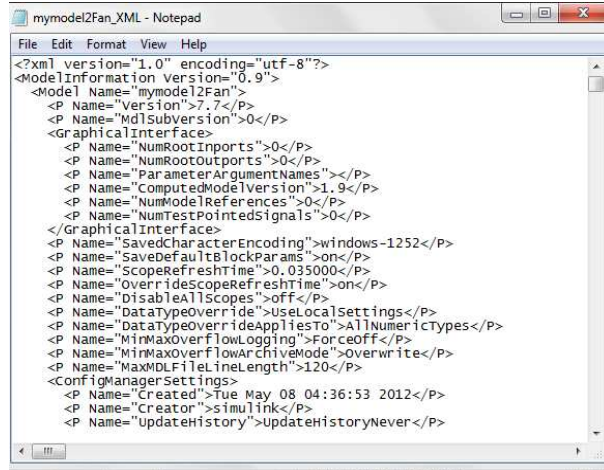 mymodel2Fan_XML - Notepad
File Edit Format View Help
<?xml version="1.0" encoding="utf-8"?>
<ModelInformation Version="0.9">
<Model Name="mymodel2Fan">
<P Name="Version">7.7</P>
<P Name="MdlSubVersion">0</P>
<GraphicalInterface>
<P Name="NumRootInports">0</P>
<P Name="NumRootOutports">0</P>
<P Name="ParameterArgumentNames"></P>
<P Name="ComputedModelVersion">1.9</P>
<P Name="NumModelReferences">0</P>
<P Name="NumTestPointedSignals">0</P>
</GraphicalInterface>
<P Name="SavedCharacterEncoding">windows-1252</P>
<P Name="SaveDefaultBlockParams">on</P>
<P Name="ScopeRefreshTime">0.035000</P>
<P Name="OverrideScopeRefreshTime">on</P>
<P Name="DisableAllScopes">off</P>
<P Name="DataTypeOverride">UseLocalSettings</P>
<P Name="DataTypeOverrideAppliesTo">AllNumericTypes</P>
<P Name="MinMaxOverflowLogging">ForceOff</P>
<P Name="MinMaxOverflowArchiveMode">Overwrite</P>
<P Name="MaxMDLFileLineLength">120</P>
<ConfigManagerSettings>
<P Name="Created">Tue May 08 04:36:53 2012</P>
<P Name="Creator">simulink</P>
<P Name="UpdateHistory">UpdateHistoryNever</P>